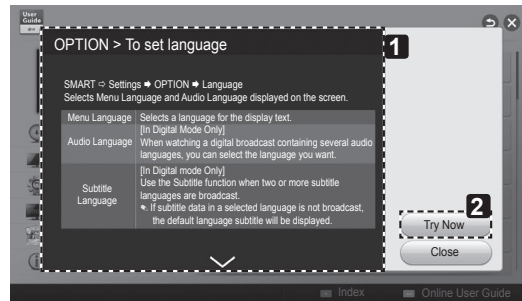 User
Guide
OPTION > To set language
1
SMART ⇨ Settings ➡ OPTION ➡ Language
Selects Menu Language and Audio Language displayed on the screen.
Menu Language Selects a language for the display text.
Audio Language [In Digital Mode Only]
When watching a digital broadcast containing several audio
languages, you can select the language you want.
Subtitle Language [In Digital mode Only]
Use the Subtitle function when two or more subtitle
languages are broadcast.
If subtitle data in a selected language is not broadcast,
the default language subtitle will be displayed.
2
Try Now
Close
Index
Online User Guide